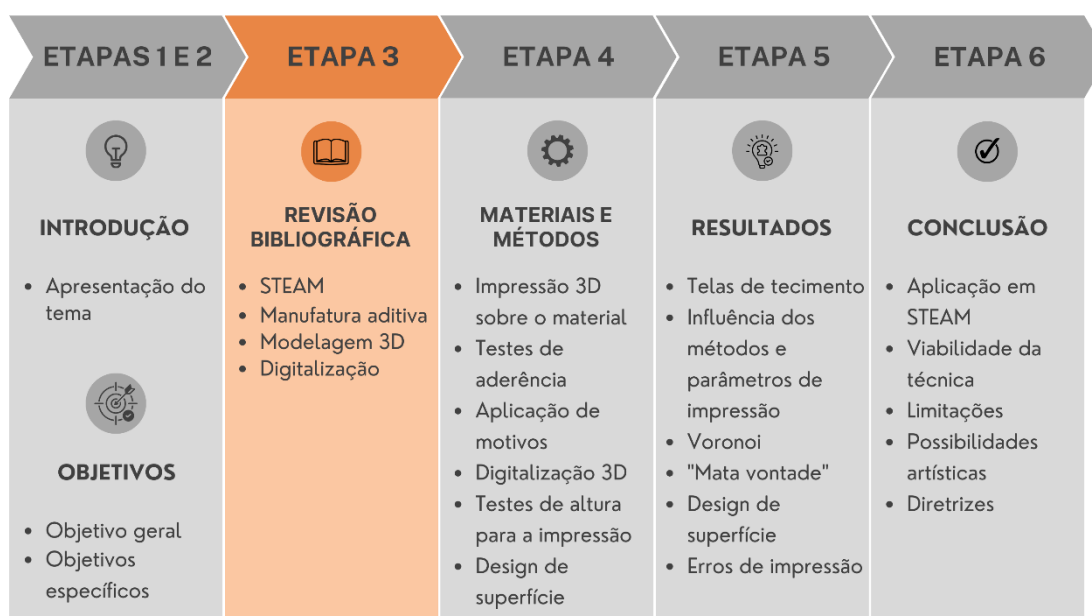 ETAPAS 1 E 2
INTRODUÇÃO
• Apresentação do
tema
OBJETIVOS
• Objetivo geral
• Objetivos
específicos
ETAPA 3
REVISÃO
BIBLIOGRÁFICA
• STEAM
• Manufatura aditiva
• Modelagem 3D
• Digitalização
ETAPA 4
MATERIAIS E
MÉTODOS
• Impressão 3D
sobre o material
• Testes de
aderência
• Aplicação de
motivos
• Digitalização 3D
• Testes de altura
para a impressão
• Design de
superfície
ETAPA 5
RESULTADOS
• Telas de tecimento
• Influência dos
métodos e
parâmetros de
impressão
• Voronoi
• "Mata vontade"
• Design de
superfície
• Erros de impressão
ETAPA 6
CONCLUSÃO
• Aplicação em
STEAM
• Viabilidade da
técnica
• Limitações
• Possibilidades
artísticas
• Diretrizes